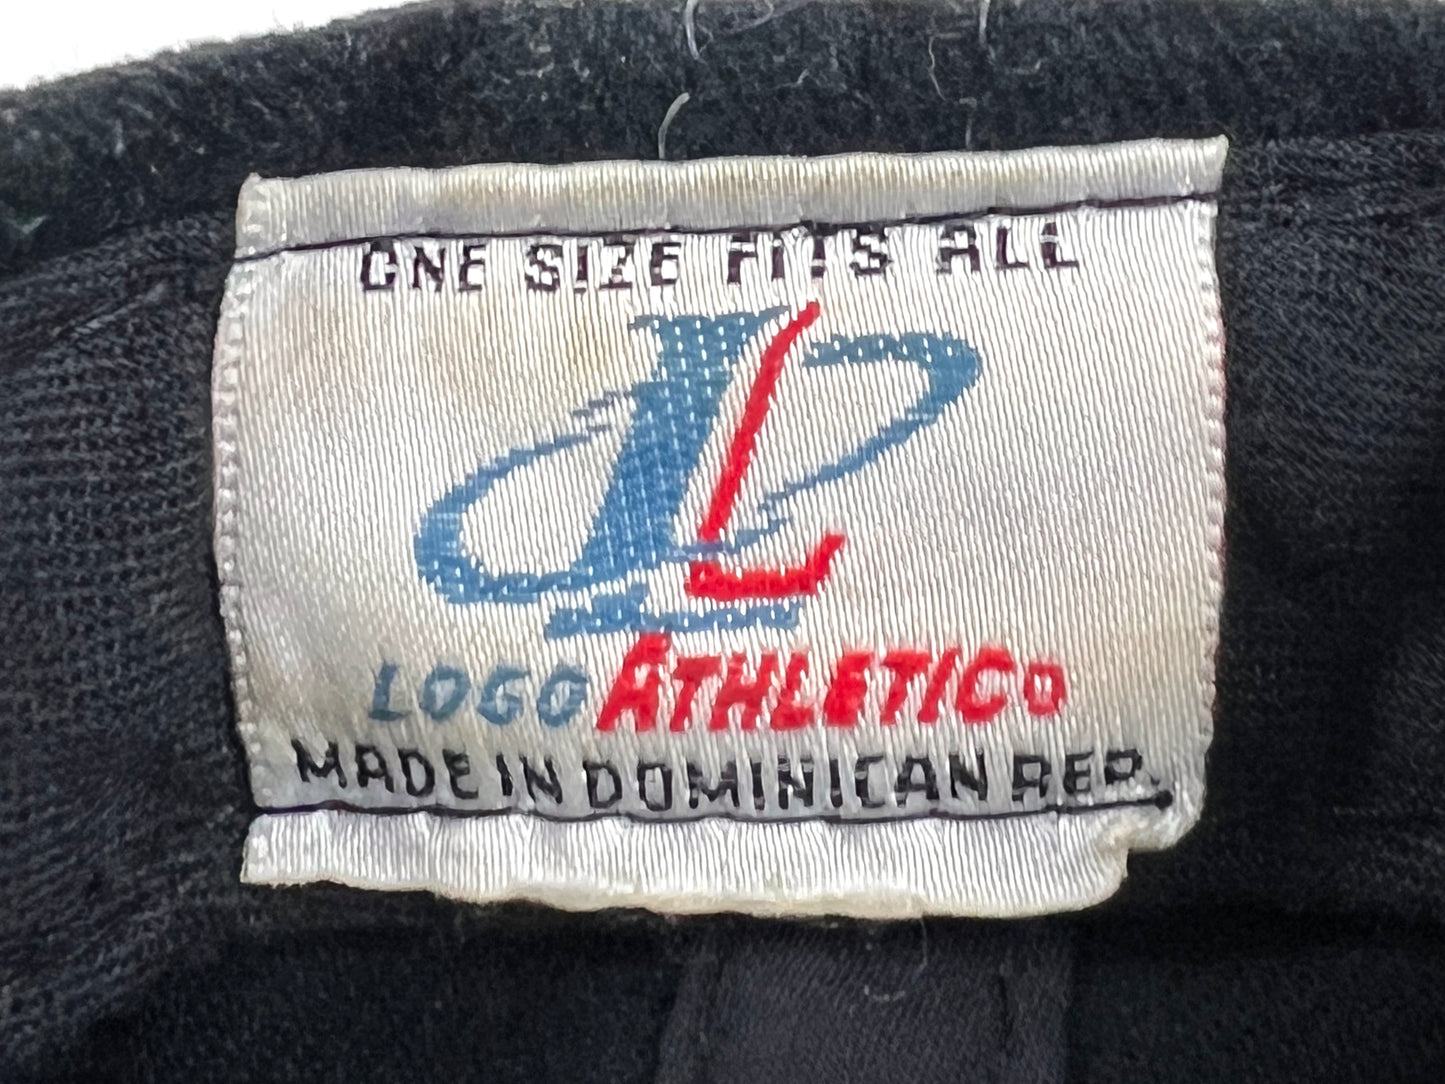 ONE SIZE FITS ALL
L
LOGO ATHLETIC®
MADE IN DOMINICAN REP.